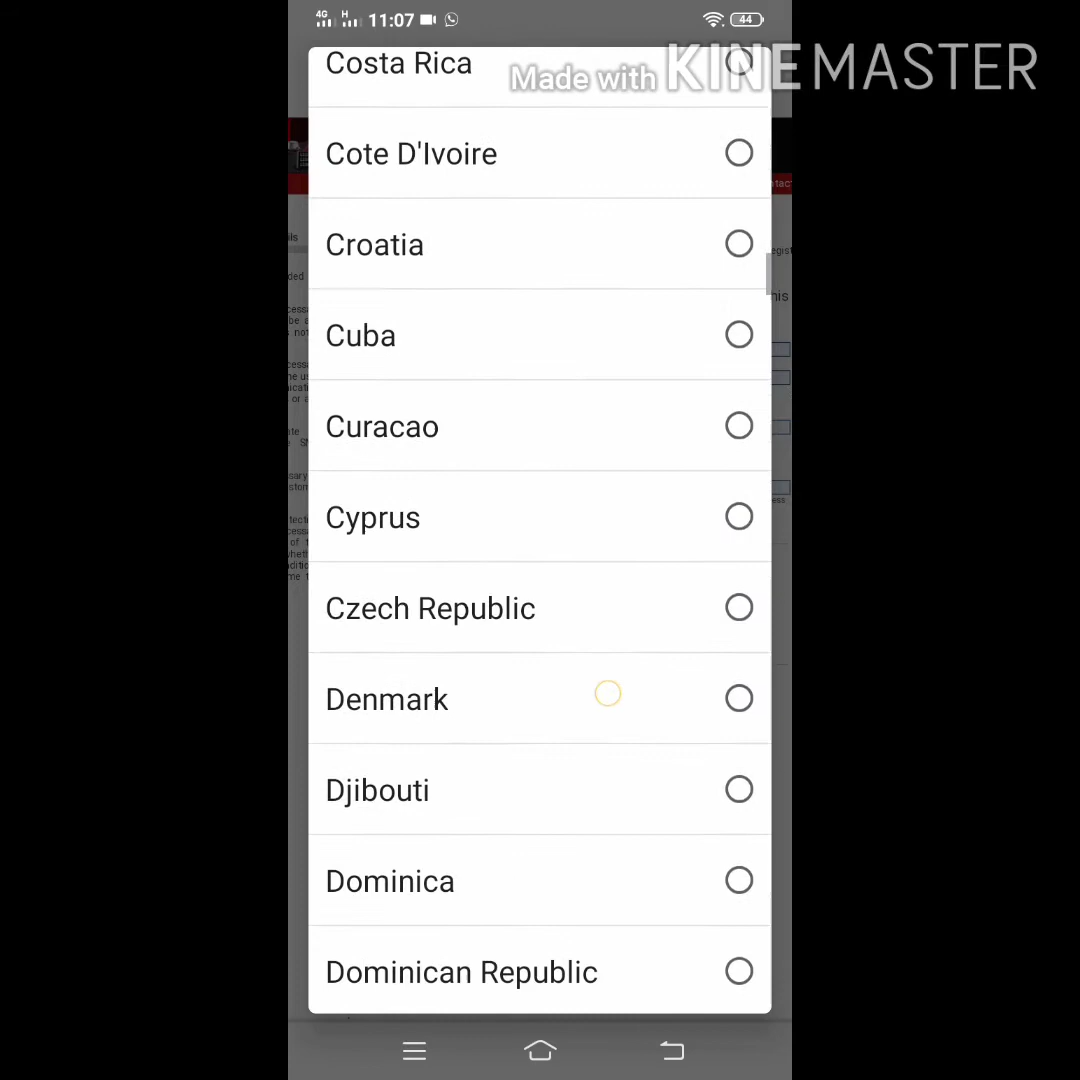 4G H 11:07 44
Made with KINEMASTER
Costa Rica
Cote D'Ivoire
Croatia
Cuba
Curacao
Cyprus
Czech Republic
Denmark
Djibouti
Dominica
Dominican Republic